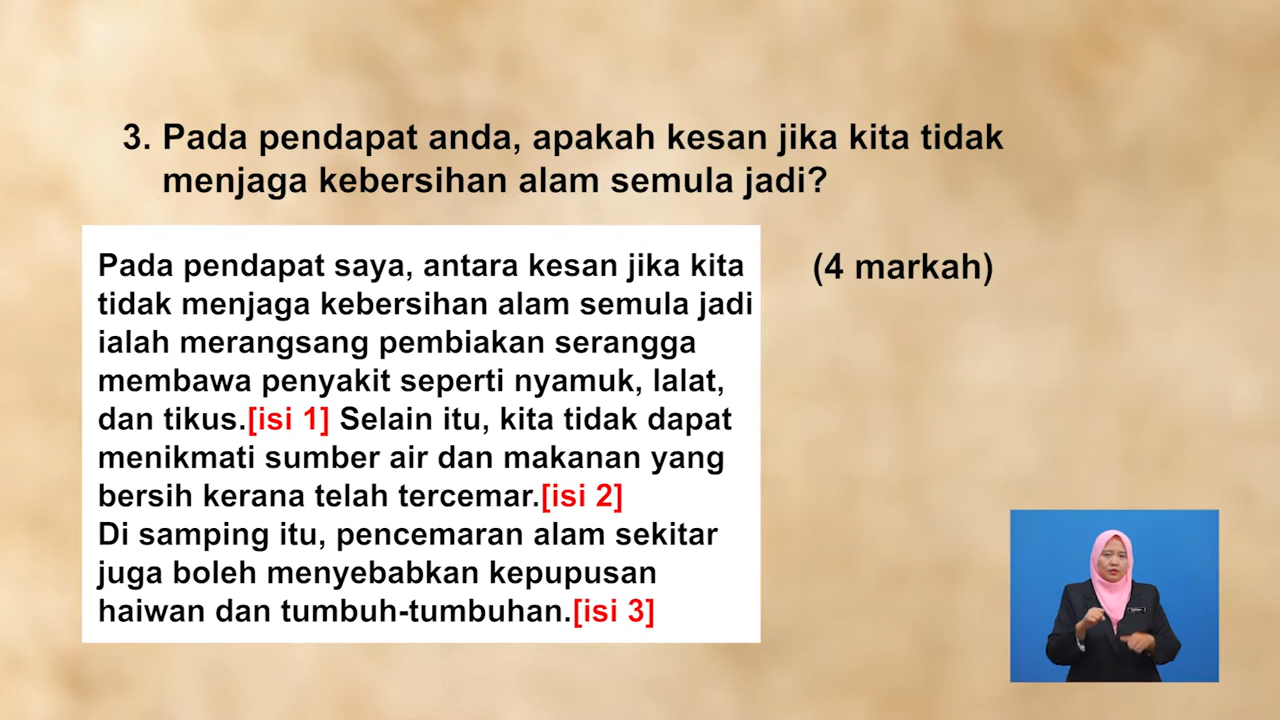 3. Pada pendapat anda, apakah kesan jika kita tidak
menjaga kebersihan alam semula jadi?
Pada pendapat saya, antara kesan jika kita
tidak menjaga kebersihan alam semula jadi
ialah merangsang pembiakan serangga
membawa penyakit seperti nyamuk, lalat,
dan tikus.[isi 1] Selain itu, kita tidak dapat
menikmati sumber air dan makanan yang
bersih kerana telah tercemar.[isi 2]
Di samping itu, pencemaran alam sekitar
juga boleh menyebabkan kepupusan
haiwan dan tumbuh-tumbuhan.[isi 3]
(4 markah)